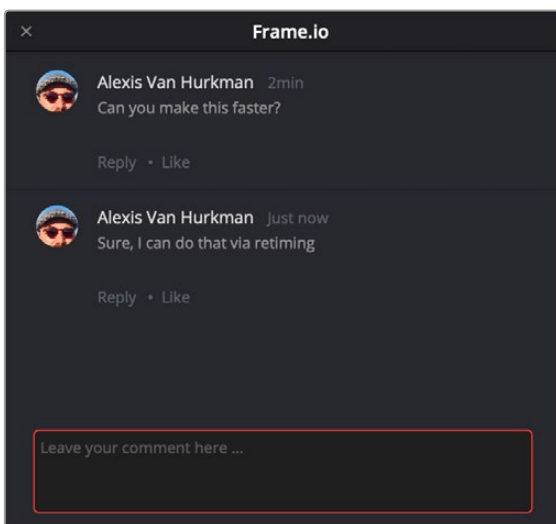 Frame.io
Alexis Van Hurkman 2min
Can you make this faster?
Reply • Like
Alexis Van Hurkman Just now
Sure, I can do that via retiming
Reply • Like
Leave your comment here ...